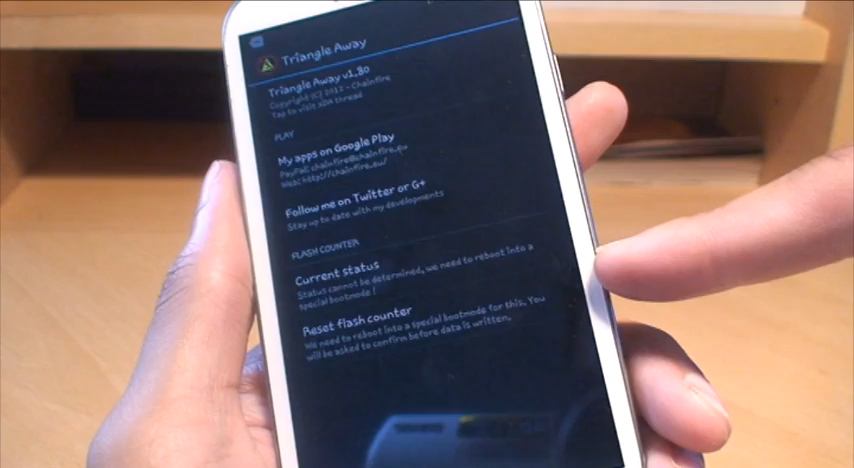 Triangle Away
Triangle Away v1.80
Copyright (C) 2012 - Chainfire
Tap to visit XDA thread
PLAY
My apps on Google Play
PayPal: chainfire@chainfire.eu
Web: http://chainfire.eu/
Follow me on Twitter or G+
Stay up to date with my developments
FLASH COUNTER
Current status
Status cannot be determined, we need to reboot into a
special bootmode !
Reset flash counter
We need to reboot into a special bootmode for this. You
will be asked to confirm before data is written.